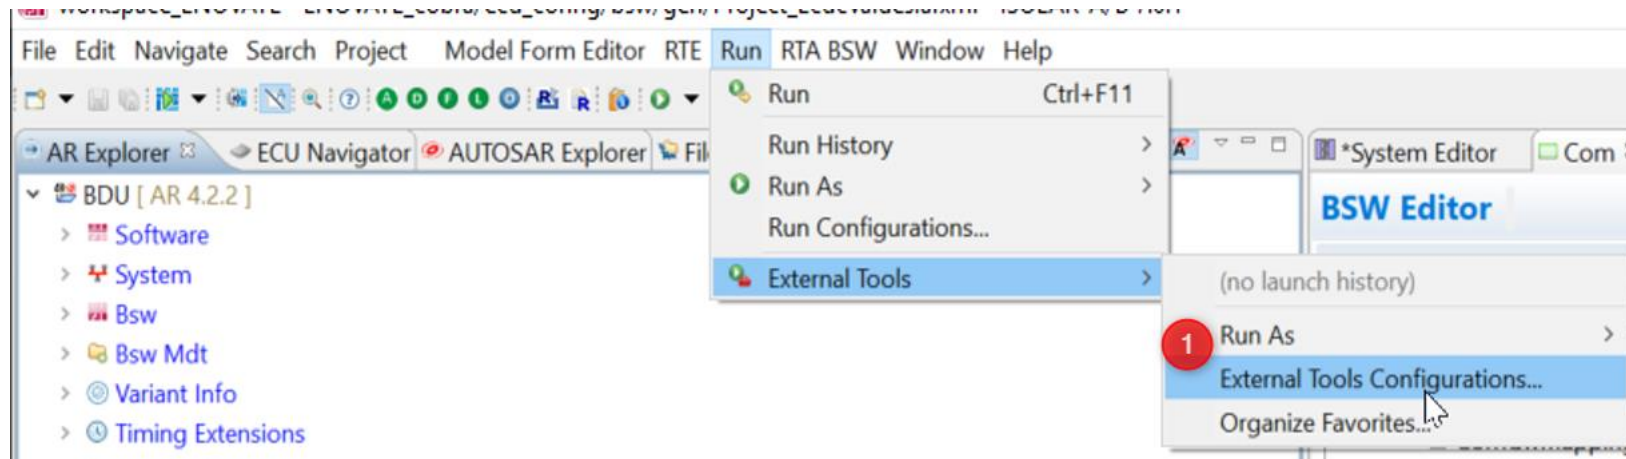 File Edit Navigate Search Project Model Form Editor RTE Run RTA BSW Window Help
Run Ctrl+F11
AR Explorer ECU Navigator AUTOSAR Explorer Fil
Run History
*System Editor Com
Run As
Run Configurations...
BSW Editor
BDU [ AR 4.2.2 ]
Software
System
External Tools
(no launch history)
Bsw
1 Run As
Bsw Mdt
External Tools Configurations...
Variant Info
Organize Favorites...
Timing Extensions